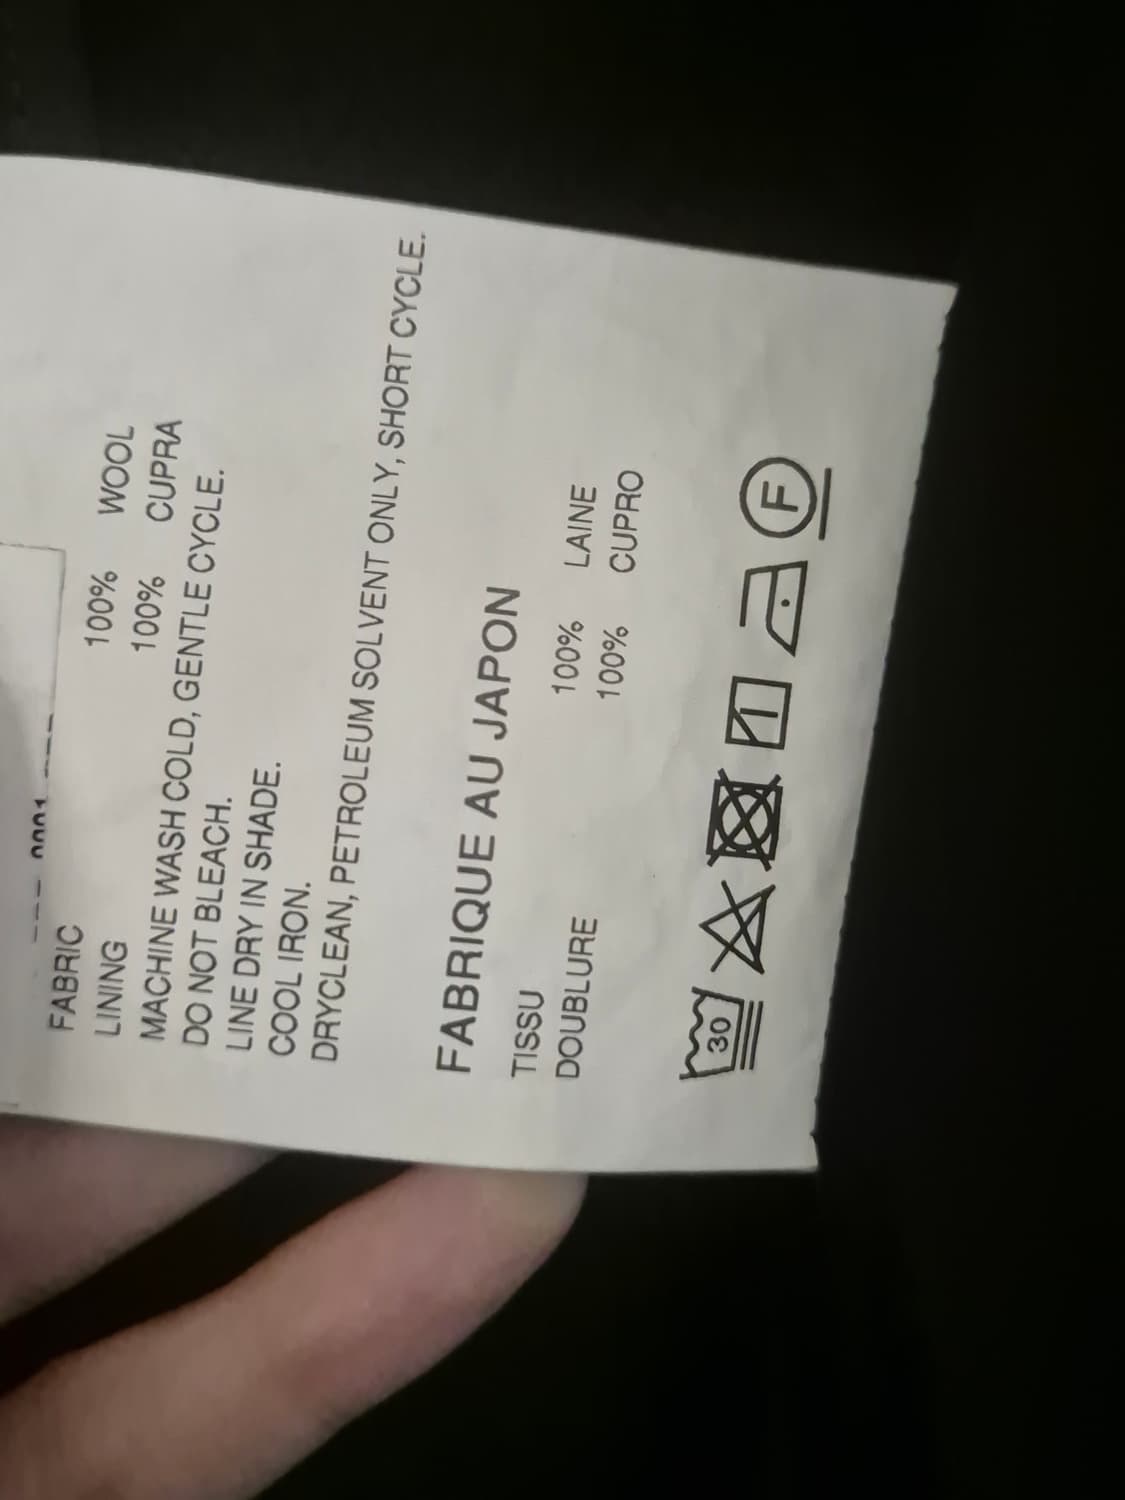 FABRIC 100% WOOL
LINING 100% CUPRA
MACHINE WASH COLD, GENTLE CYCLE.
DO NOT BLEACH.
LINE DRY IN SHADE.
COOL IRON.
DRYCLEAN, PETROLEUM SOLVENT ONLY, SHORT CYCLE.
FABRIQUE AU JAPON
TISSU 100% LAINE
DOUBLURE 100% CUPRO
30 F